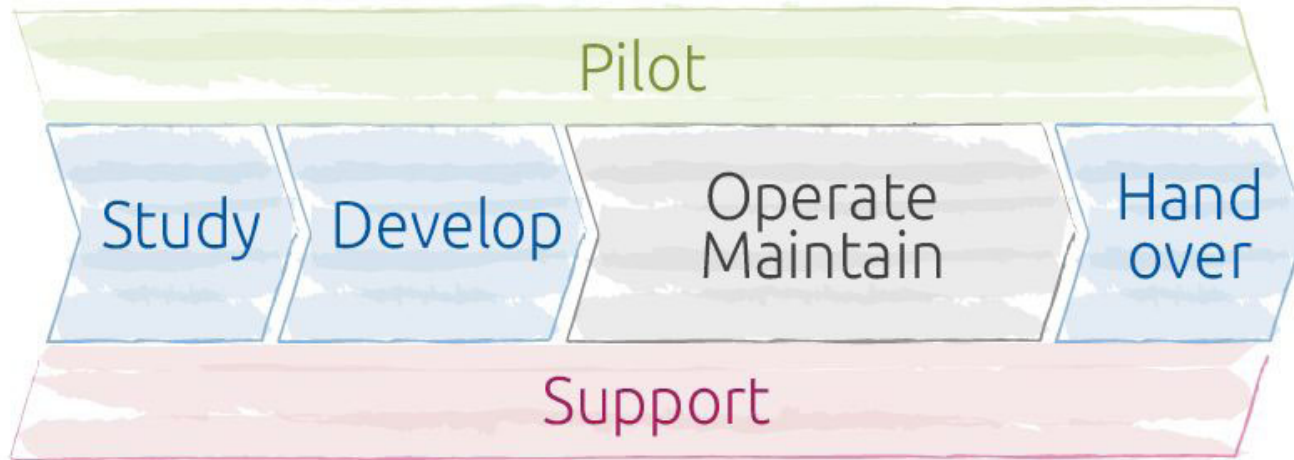 Pilot
Study
Develop
Operate
Maintain
Hand
over
Support